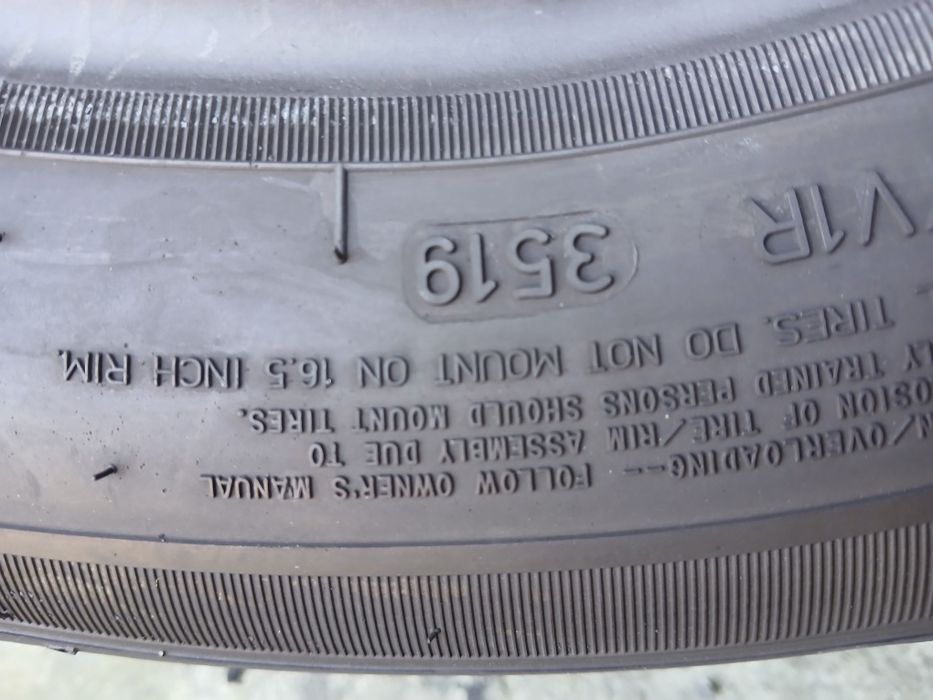 N/OVERLOADING-- FOLLOW OWNER'S MANUAL
OSION OF TIRE/RIM ASSEMBLY DUE TO
LY TRAINED PERSONS SHOULD MOUNT TIRES.
TIRES. DO NOT MOUNT ON 16.5 INCH RIM.
V1R 3519